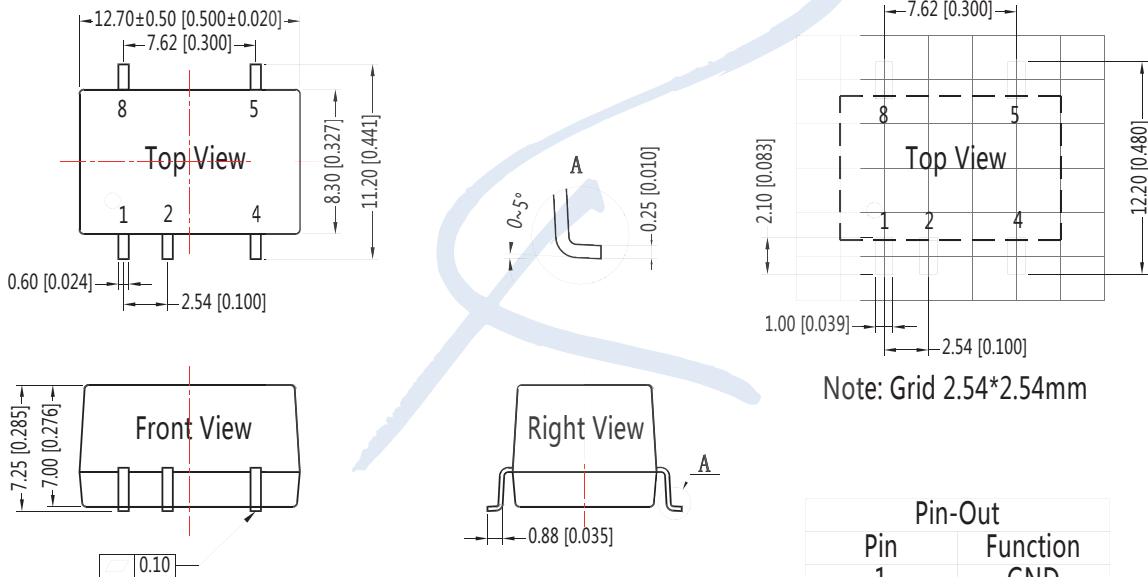 12.70±0.50 [0.500±0.020]
7.62 [0.300]
8
5
Top View
1
2
4
8.30 [0.327]
11.20 [0.441]
0.60 [0.024]
2.54 [0.100]
A
0~5°
0.25 [0.010]
7.62 [0.300]
8
5
Top View
1
2
4
2.10 [0.083]
12.20 [0.480]
1.00 [0.039]
2.54 [0.100]
Note: Grid 2.54*2.54mm
Front View
7.25 [0.285]
7.00 [0.276]
0.10
Right View
A
0.88 [0.035]
Pin-Out
Pin Function
1 GND